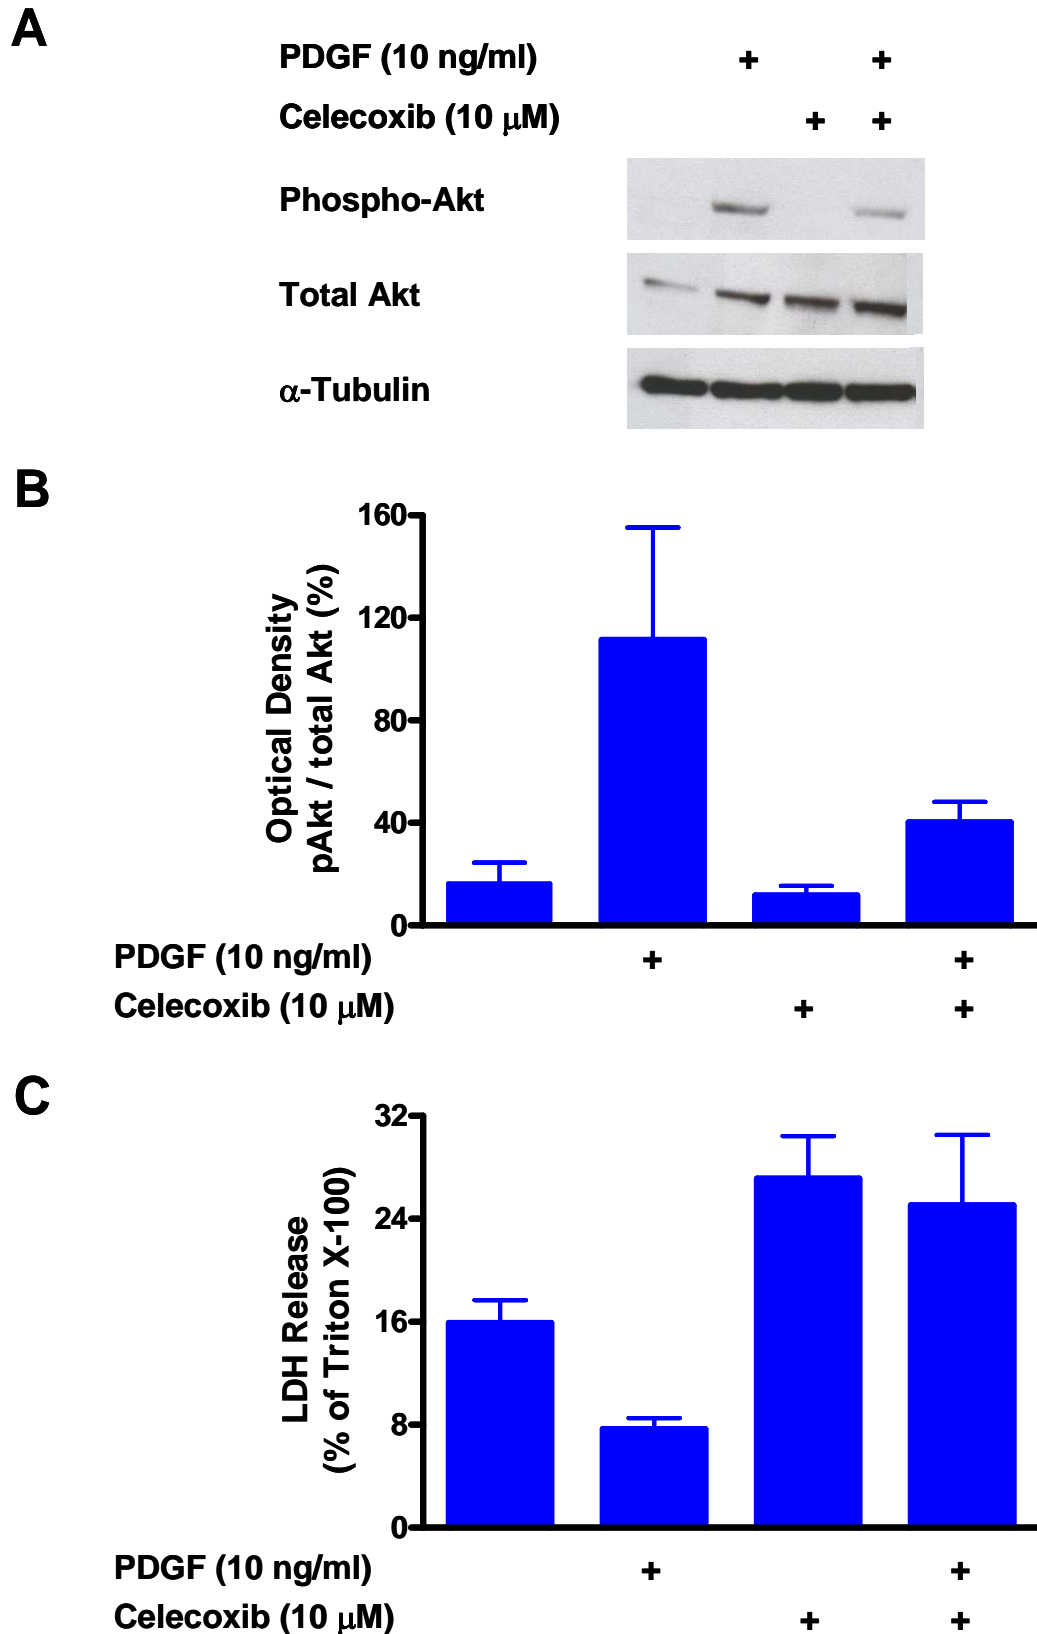 A
PDGF (10 ng/ml) + +
Celecoxib (10 μM) + +
Phospho-Akt
Total Akt
α-Tubulin
B
160
120
80
40
0
Optical Density
pAkt / total Akt (%)
PDGF (10 ng/ml) + +
Celecoxib (10 μM) + +
C
32
24
16
8
0
LDH Release
(% of Triton X-100)
PDGF (10 ng/ml) + +
Celecoxib (10 μM) + +